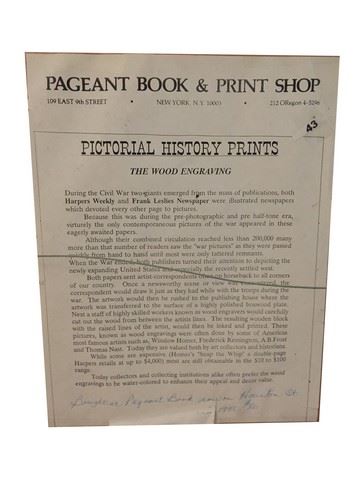 PAGEANT BOOK & PRINT SHOP
109 EAST 9th STREET • NEW YORK N.Y. 10003 • 212 ORegon 4-5296
43
PICTORIAL HISTORY PRINTS
THE WOOD ENGRAVING
During the Civil War two giants emerged from the mass of publications, both
Harpers Weekly and Frank Leslies Newspaper were illustrated newspapers
which devoted every other page to pictures.
Because this was during the pre-photographic and pre half-tone era,
virturely the only contemporary pictures of the war appeared in these
eagerly awaited papers.
Although their combined circulation reached less than 200,000 many
more than that number of readers saw the "war pictures" as they were passed
quickly from hand to hand until most were only tattered remnants.
When the War ended, both publishers turned their attention to depicting the
newly expanding United States and especially the recently settled west.
Both papers sent artist-correspondents often on horseback to all corners
of our country. Once a newsworthy scene or view was encountered, the
correspondent would draw it just as they had while with the troops during the
war. The artwork would then be rushed to the publishing house where the
artwork was transferred to the surface of a highly polished boxwood plate.
Next a staff of highly skilled workers known as wood engravers would carefully
cut out the wood from between the artists lines. The resulting wooden block
with the raised lines of the artist, would then be inked and printed. These
pictures, known as wood engravings were often done by some of Americas
most famous artists such as, Winslow Homer, Frederick Remington, A.B. Frost
and Thomas Nast. Today they are valued both by art collectors and historians.
While some are expensive (Homer's "Snap the Whip" a double-page
Harpers retails at up to $4,000) most are still obtainable in the $10 to $100
range.
Today collectors and collecting institutions alike often prefer the wood
engravings to be water-colored to enhance their appeal and decor value.
Pageant Book Houston St